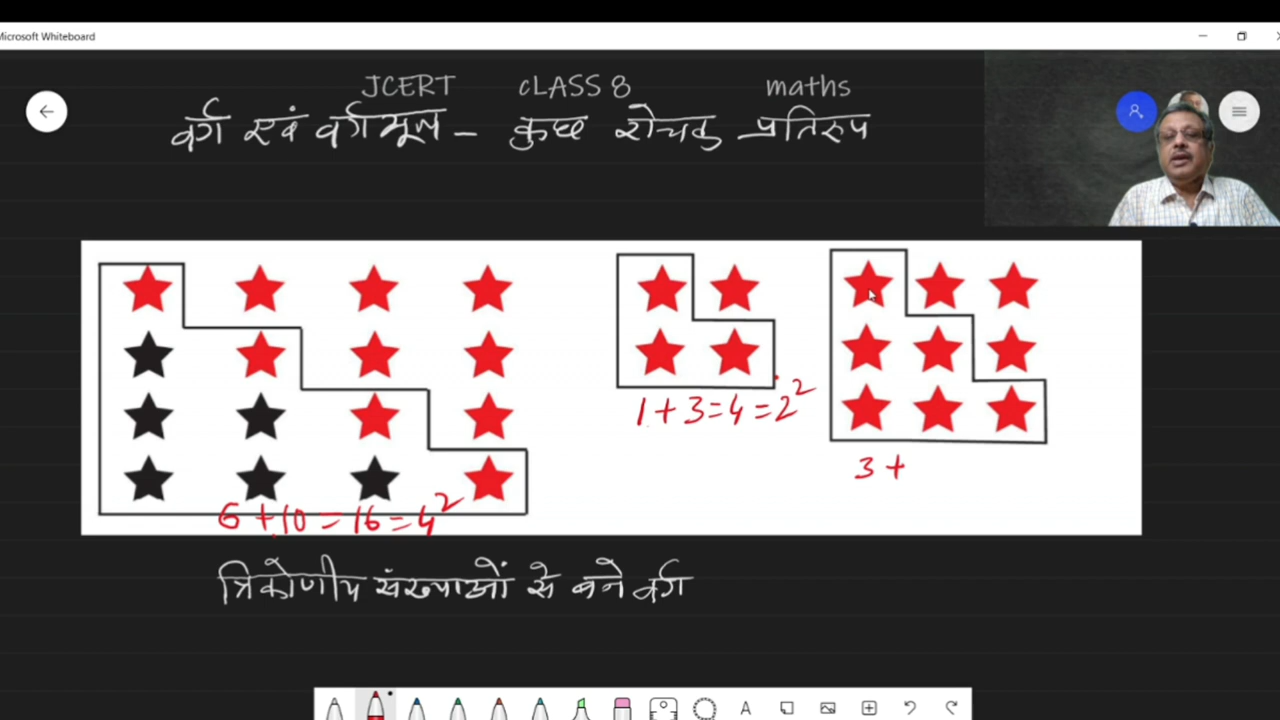 Microsoft Whiteboard
JCERT CLASS 8 maths
वर्ग एवं वर्गमूल - कुछ रोचक प्रतिरुप
1+3=4=2²
3+
6+10=16=4²
त्रिकोणीय संख्याओं से बने वर्ग
A